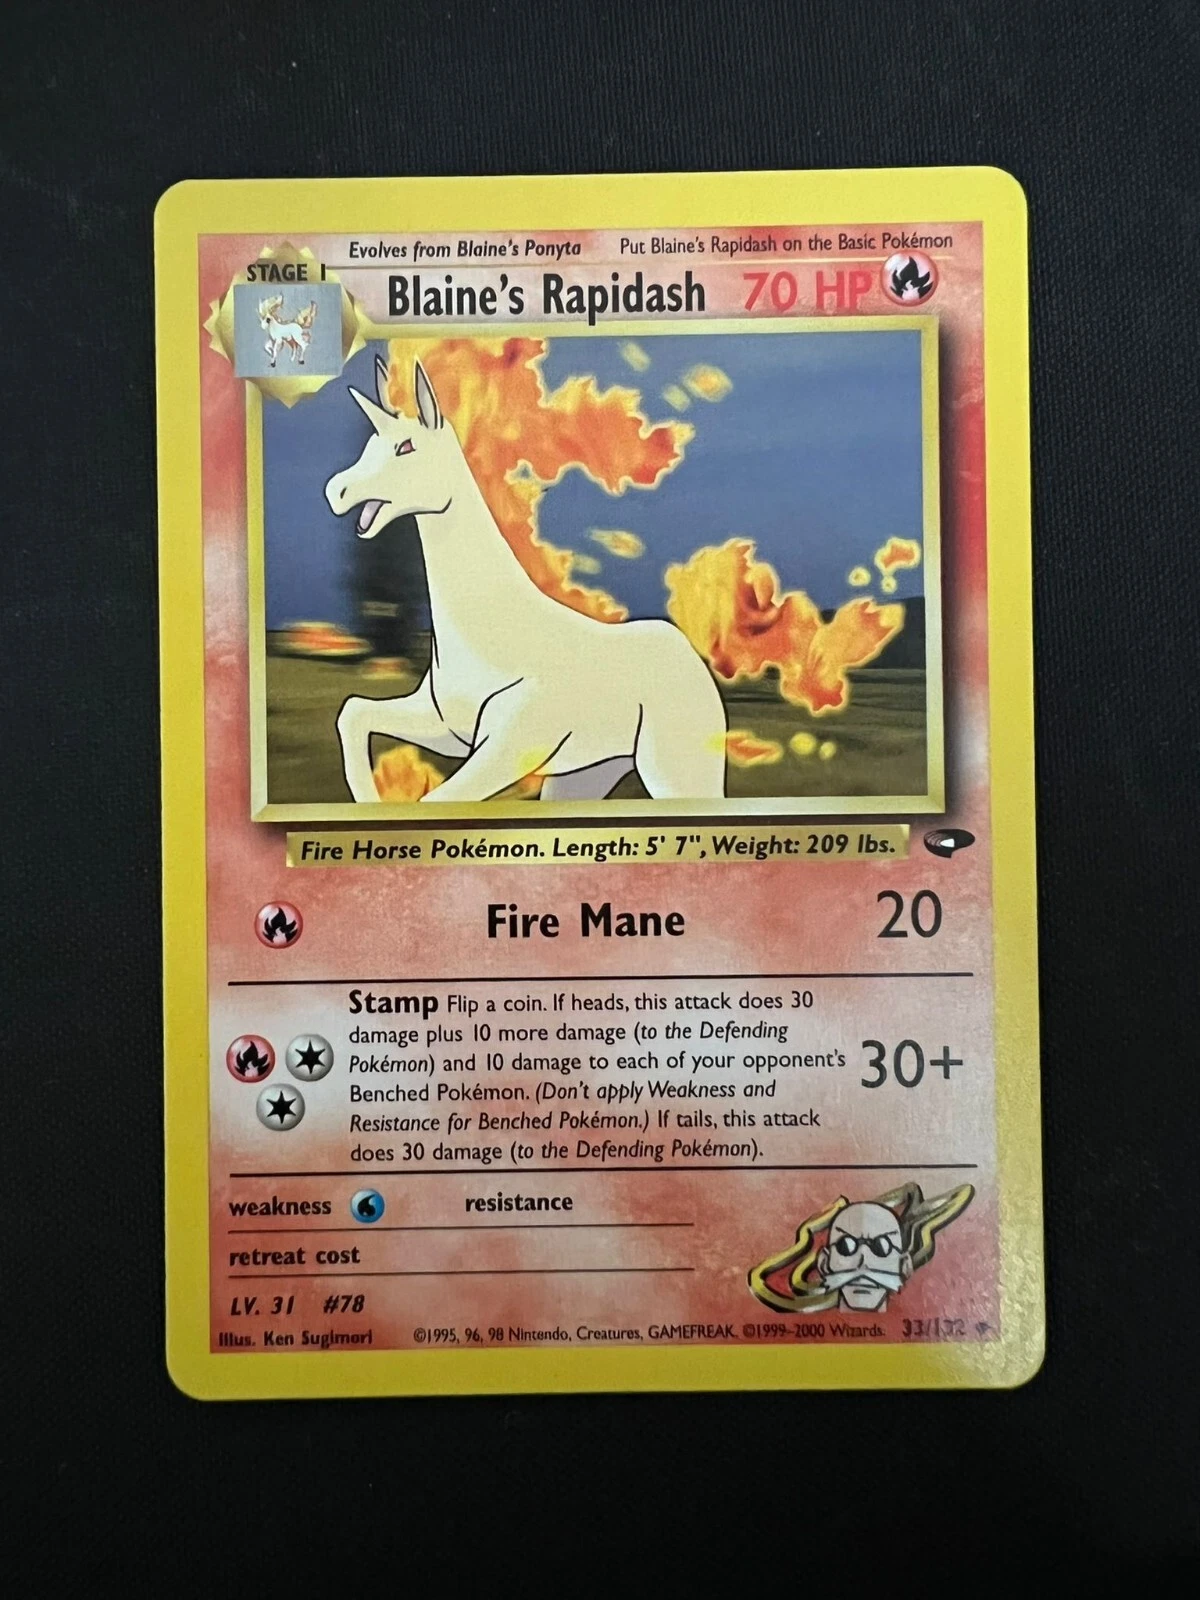 Evolves from Blaine's Ponyta Put Blaine's Rapidash on the Basic Pokémon
STAGE 1
Blaine's Rapidash 70 HP
Fire Horse Pokémon. Length: 5' 7", Weight: 209 lbs.
Fire Mane 20
Stamp Flip a coin. If heads, this attack does 30
damage plus 10 more damage (to the Defending
Pokémon) and 10 damage to each of your opponent's
Benched Pokémon. (Don't apply Weakness and
Resistance for Benched Pokémon.) If tails, this attack
does 30 damage (to the Defending Pokémon).
30+
weakness resistance
retreat cost
LV. 31 #78
Illus. Ken Sugimori ©1995, 96, 98 Nintendo, Creatures, GAMEFREAK. ©1999-2000 Wizards. 33/132